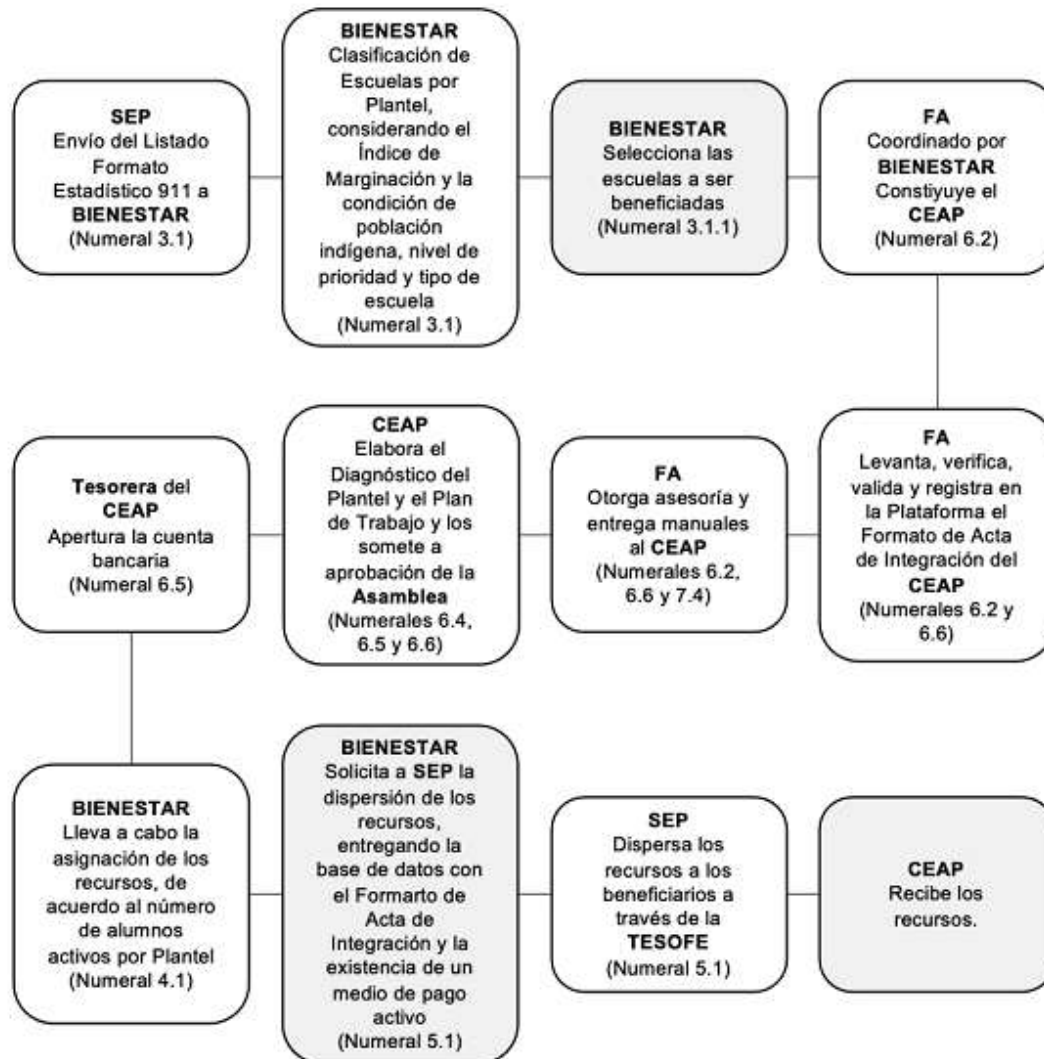 SEP
Envío del Listado
Formato
Estadístico 911 a
BIENESTAR
(Numeral 3.1)
BIENESTAR
Clasificación de
Escuelas por
Plantel,
considerando el
Índice de
Marginación y la
condición de
población
indígena, nivel de
prioridad y tipo de
escuela
(Numeral 3.1)
BIENESTAR
Selecciona las
escuelas a ser
beneficiadas
(Numeral 3.1.1)
FA
Coordinado por
BIENESTAR
Constiyuye el
CEAP
(Numeral 6.2)
FA
Levanta, verifica,
valida y registra en
la Plataforma el
Formato de Acta
de Integración del
CEAP
(Numerales 6.2 y
6.6)
FA
Otorga asesoría y
entrega manuales
al CEAP
(Numerales 6.2,
6.6 y 7.4)
CEAP
Elabora el
Diagnóstico del
Plantel y el Plan
de Trabajo y los
somete a
aprobación de la
Asamblea
(Numerales 6.4,
6.5 y 6.6)
Tesorera del
CEAP
Apertura la cuenta
bancaria
(Numeral 6.5)
BIENESTAR
Lleva a cabo la
asignación de los
recursos, de
acuerdo al número
de alumnos
activos por Plantel
(Numeral 4.1)
BIENESTAR
Solicita a SEP la
dispersión de los
recursos,
entregando la
base de datos con
el Formarto de
Acta de
Integración y la
existencia de un
medio de pago
activo
(Numeral 5.1)
SEP
Dispersa los
recursos a los
beneficiarios a
través de la
TESOFE
(Numeral 5.1)
CEAP
Recibe los
recursos.